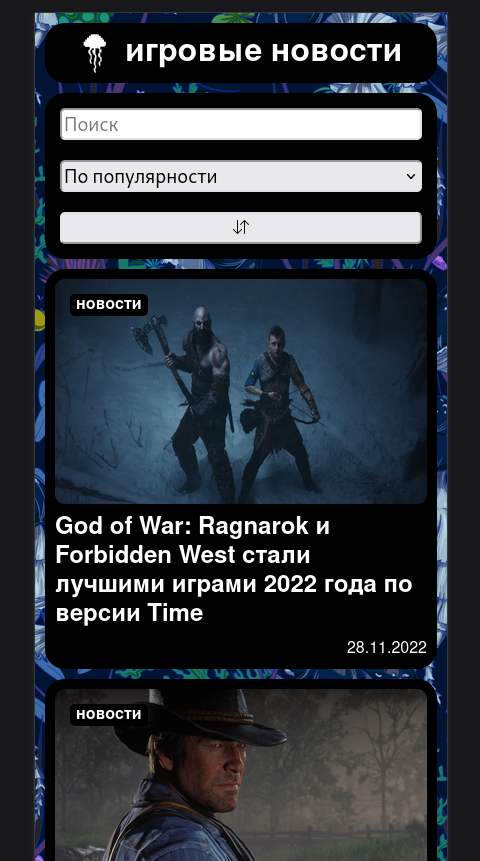 игровые новости
Поиск
По популярности
новости
God of War: Ragnarok и
Forbidden West стали
лучшими играми 2022 года по
версии Time
28.11.2022
новости